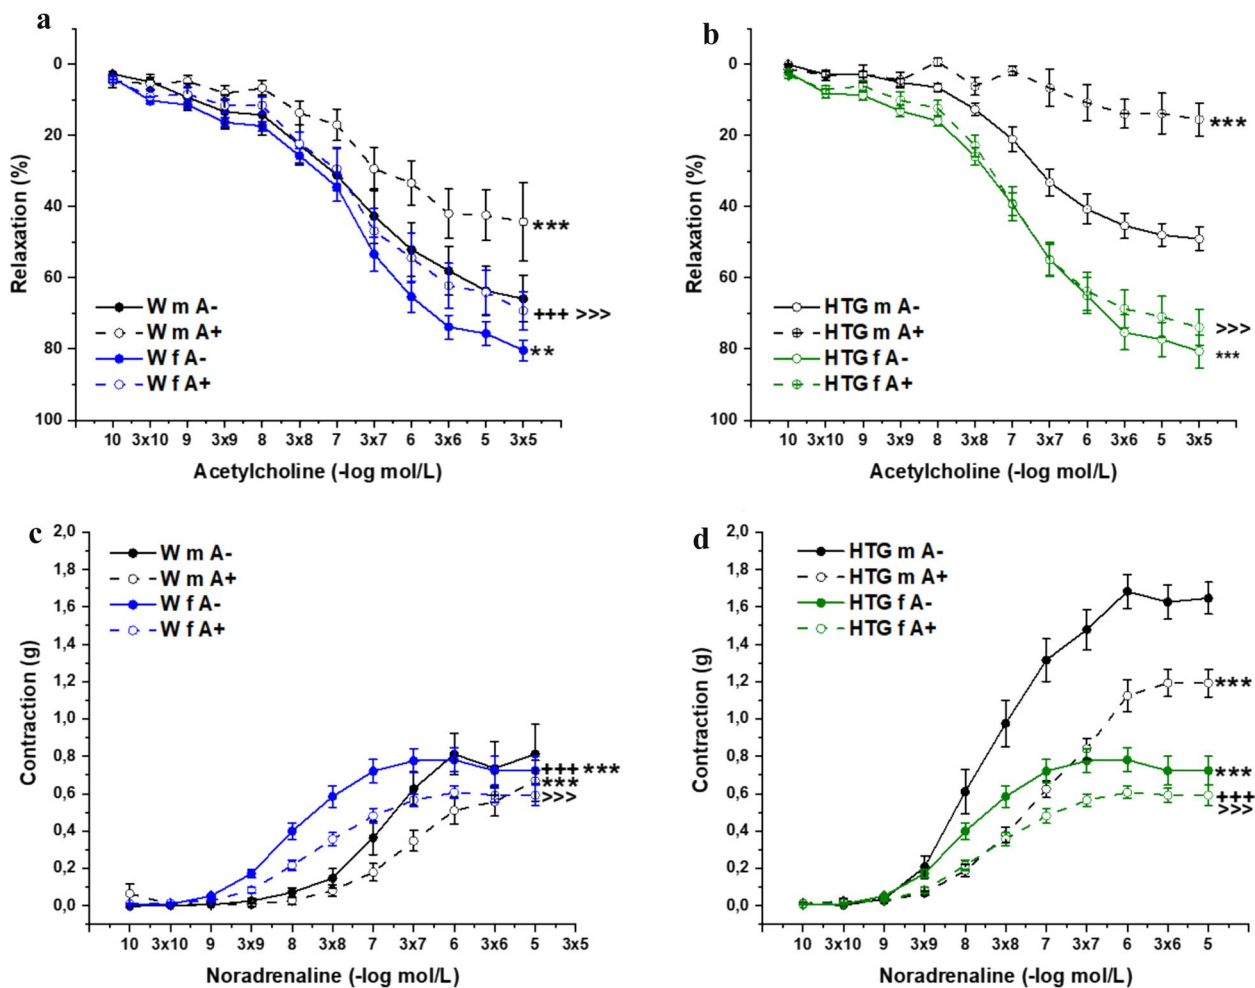 a
0
20
40
60
80
100
Relaxation (%)
W m A-
W m A+
W f A-
W f A+
***
+++ >>>
**
10 3x10 9 3x9 8 3x8 7 3x7 6 3x6 5 3x5
Acetylcholine (-log mol/L)
b
0
20
40
60
80
100
Relaxation (%)
HTG m A-
HTG m A+
HTG f A-
HTG f A+
***
>>>
***
10 3x10 9 3x9 8 3x8 7 3x7 6 3x6 5 3x5
Acetylcholine (-log mol/L)
c
2,0
1,8
1,6
1,4
1,2
1,0
0,8
0,6
0,4
0,2
0,0
Contraction (g)
W m A-
W m A+
W f A-
W f A+
+++ ***
***
>>>
10 3x10 9 3x9 8 3x8 7 3x7 6 3x6 5 3x5
Noradrenaline (-log mol/L)
d
2,0
1,8
1,6
1,4
1,2
1,0
0,8
0,6
0,4
0,2
0,0
Contraction (g)
HTG m A-
HTG m A+
HTG f A-
HTG f A+
***
***
+++
>>>
10 3x10 9 3x9 8 3x8 7 3x7 6 3x6 5
Noradrenaline (-log mol/L)